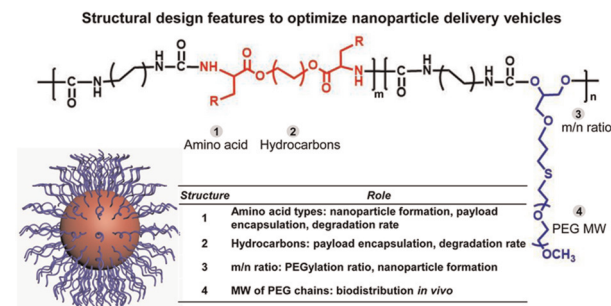 Structural design features to optimize nanoparticle delivery vehicles
O
N
H
N
H
O
N
H
NH
R
O
O
O
O
R
N
H
m
O
N
H
N
H
O
O
O
n
1
Amino acid
2
Hydrocarbons
3
m/n ratio
O
S
O
OCH3
4
PEG MW
Structure Role
1 Amino acid types: nanoparticle formation, payload
encapsulation, degradation rate
2 Hydrocarbons: payload encapsulation, degradation rate
3 m/n ratio: PEGylation ratio, nanoparticle formation
4 MW of PEG chains: biodistribution in vivo